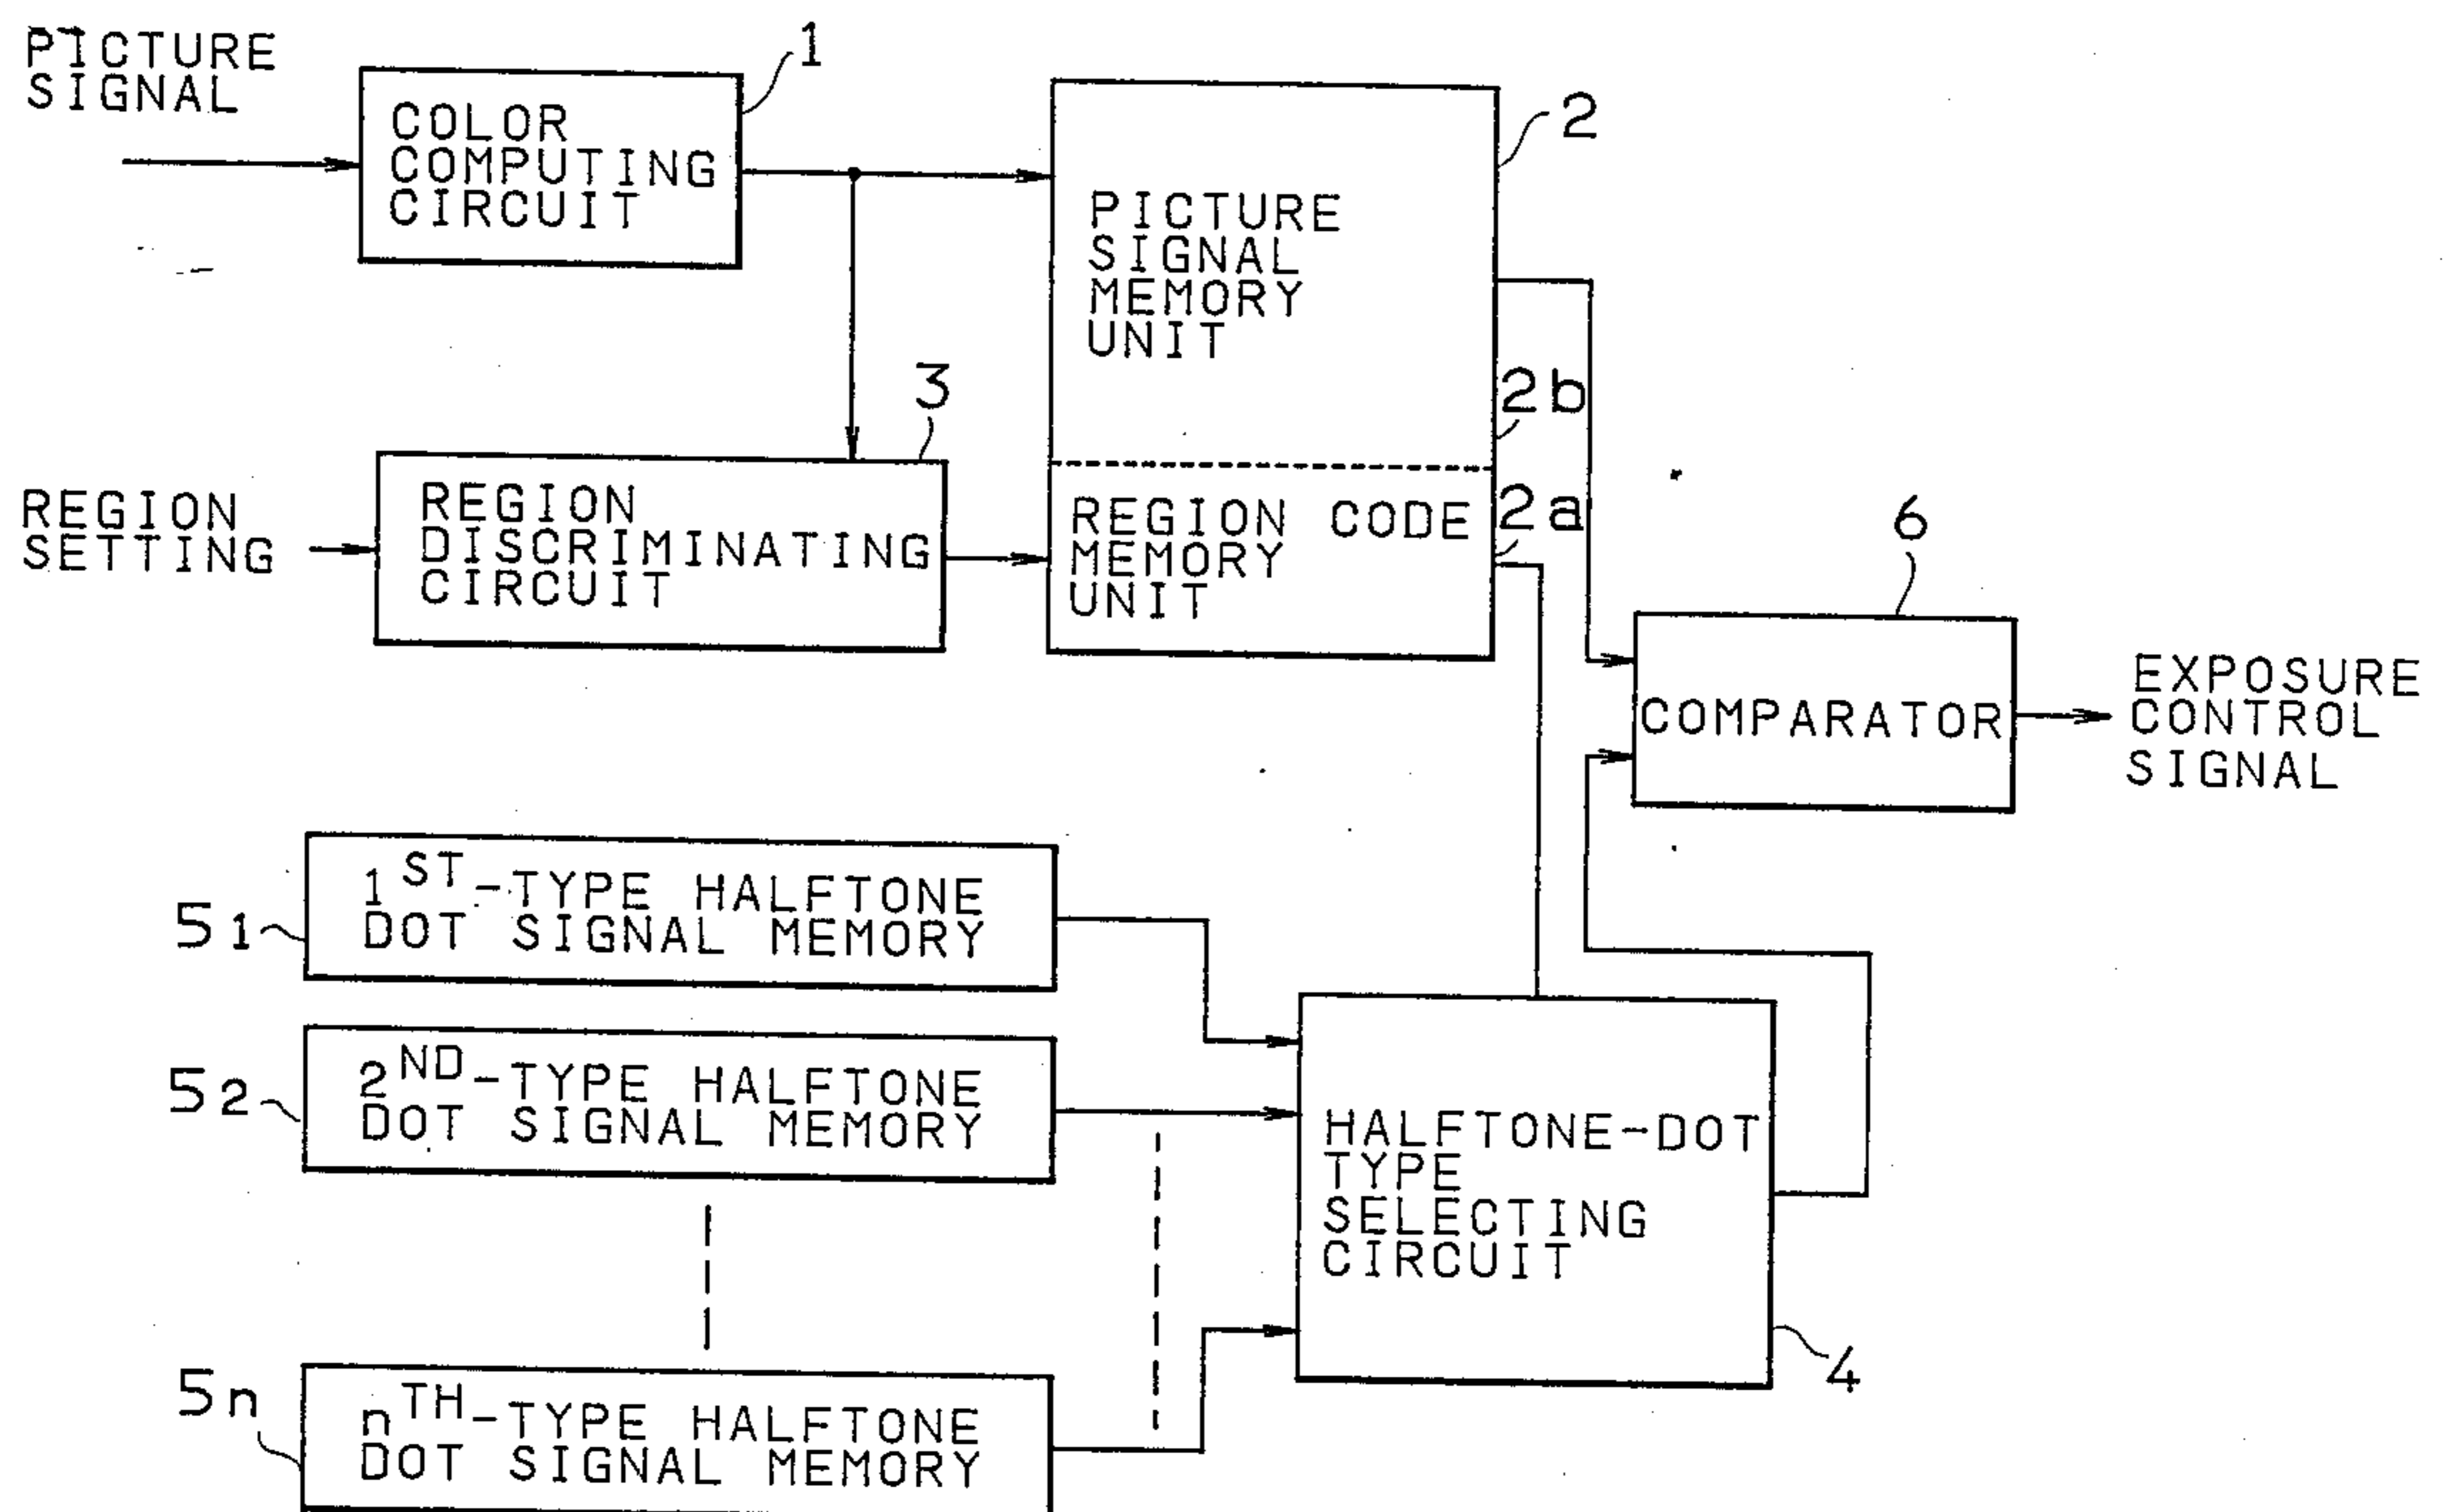 PICTURE
SIGNAL
1
COLOR
COMPUTING
CIRCUIT
2
PICTURE
SIGNAL
MEMORY
UNIT
2b
3
REGION
SETTING
REGION
DISCRIMINATING
CIRCUIT
REGION CODE
MEMORY
UNIT
2a
6
COMPARATOR
EXPOSURE
CONTROL
SIGNAL
51
1ST-TYPE HALFTONE
DOT SIGNAL MEMORY
52
2ND-TYPE HALFTONE
DOT SIGNAL MEMORY
HALFTONE-DOT
TYPE
SELECTING
CIRCUIT
4
5n
nTH-TYPE HALFTONE
DOT SIGNAL MEMORY